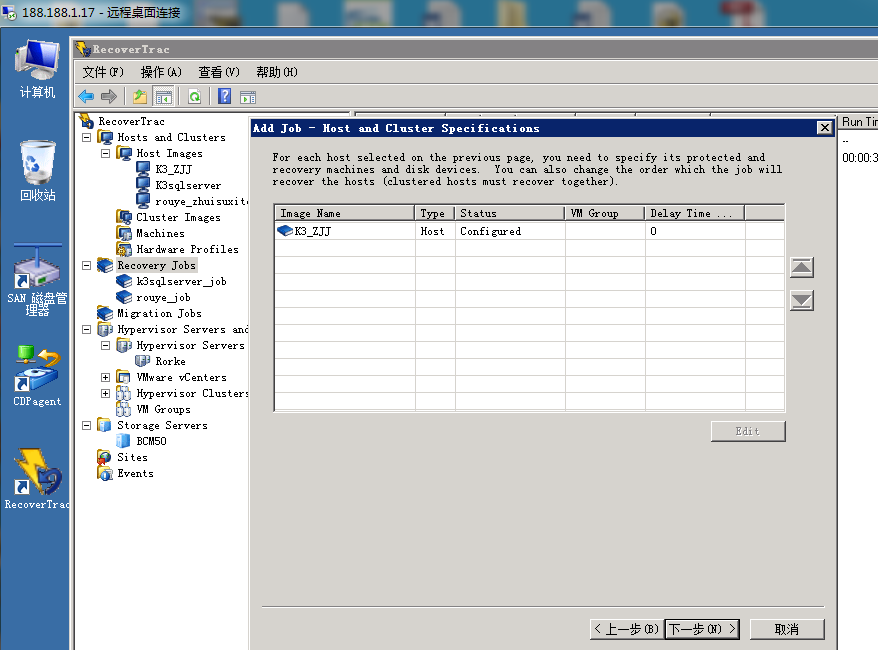 188.188.1.17 - 远程桌面连接
计算机
回收站
SAN 磁盘管
理器
CDPagent
RecoverTrac
RecoverTrac
文件(F) 操作(A) 查看(V) 帮助(H)
RecoverTrac
Hosts and Clusters
Host Images
K3_ZJJ
K3sqlserver
rouye_zhuisuxit
Cluster Images
Machines
Hardware Profiles
Recovery Jobs
k3sqlserver_job
rouye_job
Migration Jobs
Hypervisor Servers and
Hypervisor Servers
Rorke
VMware vCenters
Hypervisor Clusters
VM Groups
Storage Servers
BCM50
Sites
Events
Add Job - Host and Cluster Specifications
For each host selected on the previous page, you need to specify its protected and
recovery machines and disk devices. You can also change the order which the job will
recover the hosts (clustered hosts must recover together).
Image Name Type Status VM Group Delay Time ...
K3_ZJJ Host Configured 0
Edit
< 上一步(B) 下一步(N) > 取消
Run Tim
--
00:00:3